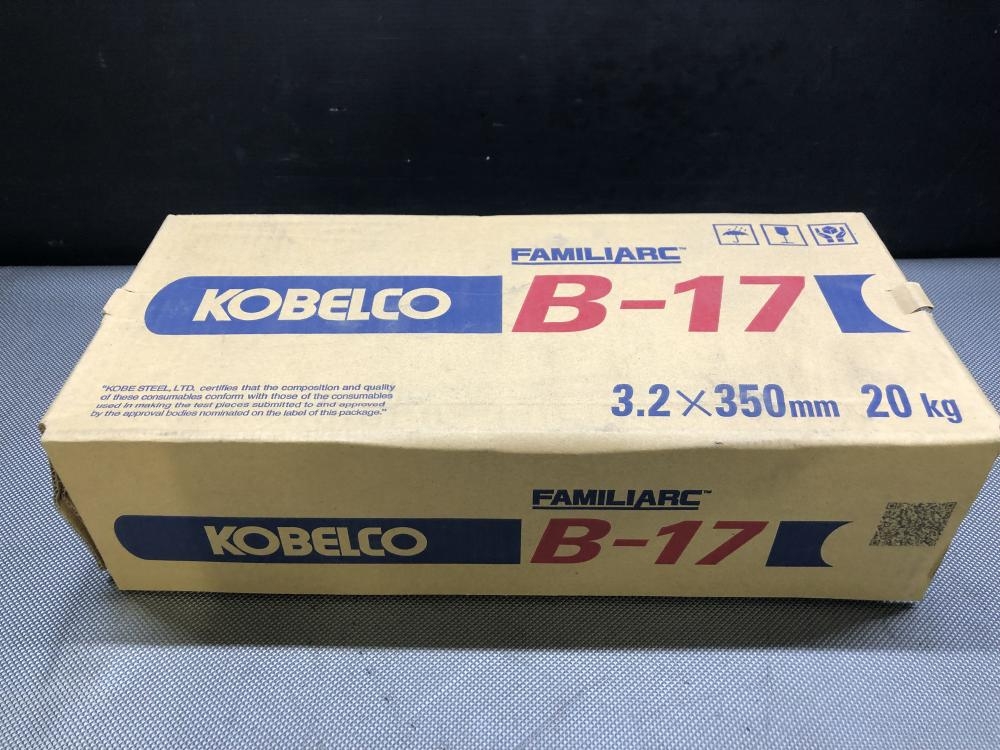 FAMILIARC™
KOBELCO B-17
"KOBE STEEL, LTD. certifies that the composition and quality
of these consumables conform with those of the consumables
used in making the test pieces submitted to and approved
by the approval bodies nominated on the label of this package."
3.2×350mm 20 kg
FAMILIARC™
KOBELCO B-17